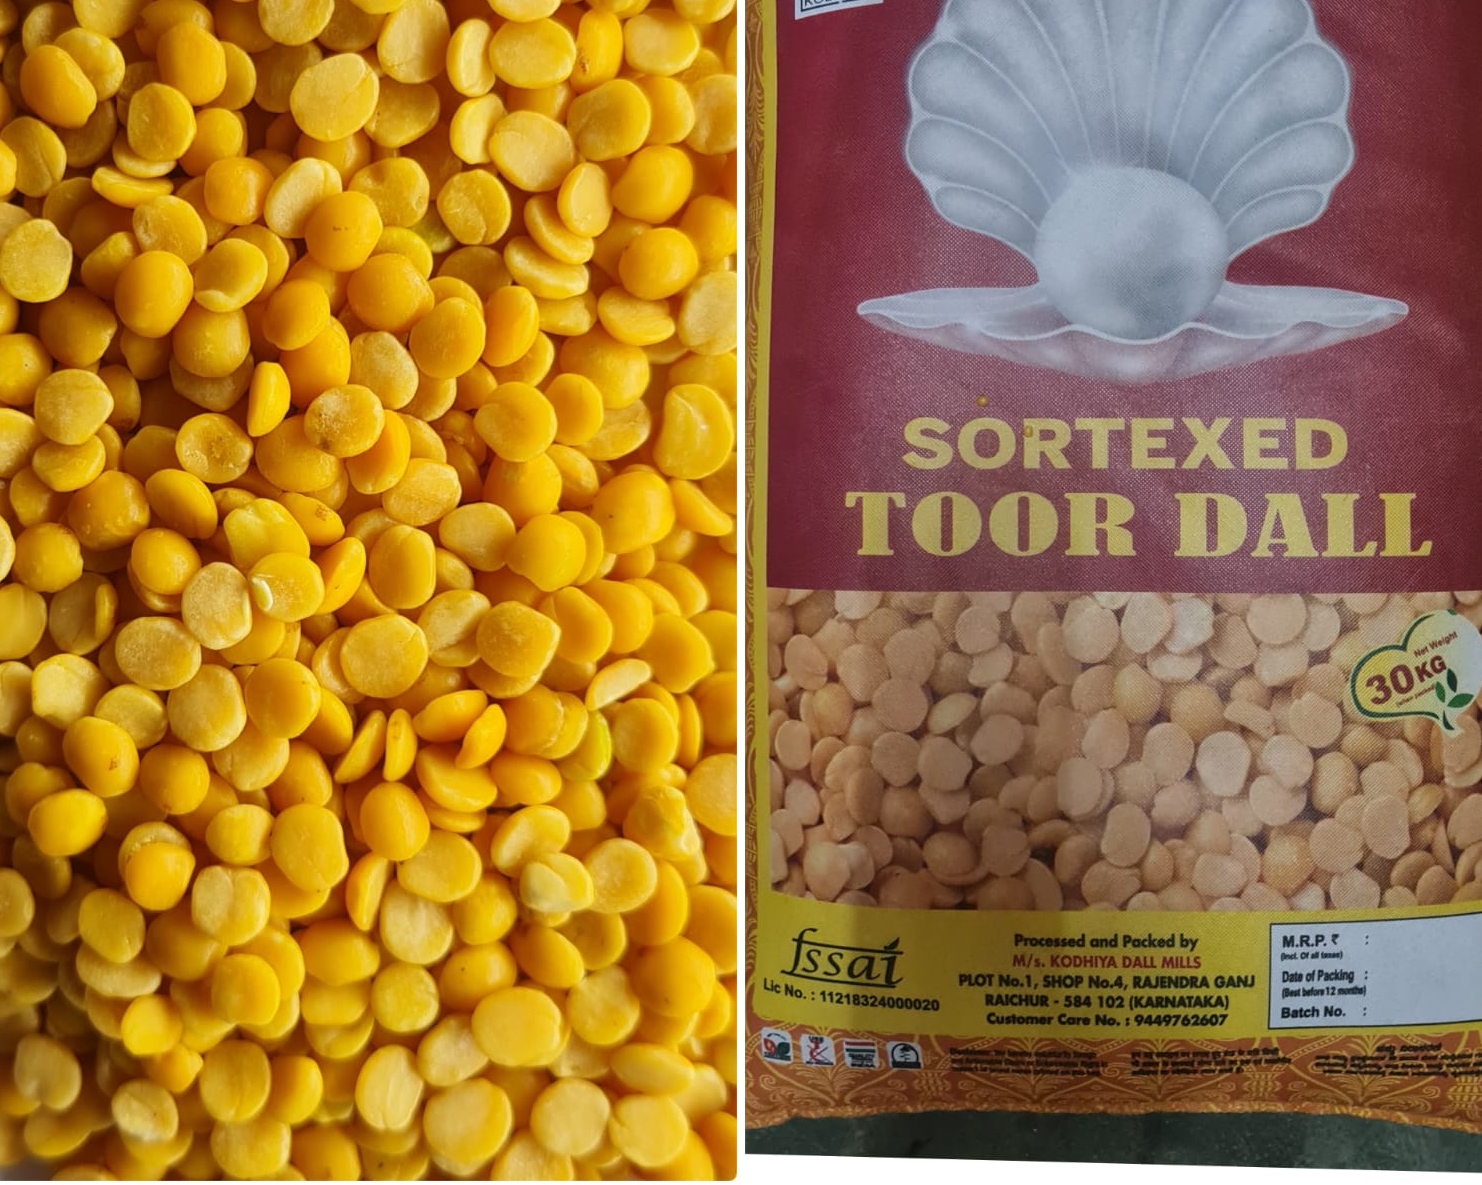 SORTEXED
TOOR DALL
Net Weight
30KG
fssai
Lic No. : 11218324000020
Processed and Packed by
M/s. KODHIYA DALL MILLS
PLOT No.1, SHOP No.4, RAJENDRA GANJ
RAICHUR - 584 102 (KARNATAKA)
Customer Care No. : 9449762607
M.R.P. ₹ :
(Incl. Of all taxes)
Date of Packing :
(Best before 12 months)
Batch No. :